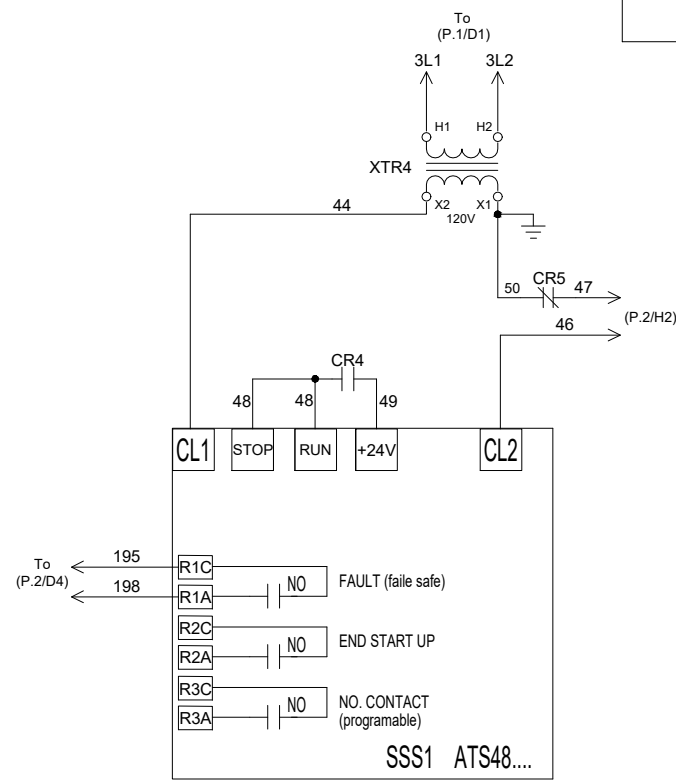 To
(P.1/D1)
3L1 3L2
H1 H2
XTR4
X2 X1
120V
44
50 CR5 47
(P.2/H2)
46
CR4
48 48 49
CL1 STOP RUN +24V CL2
To
(P.2/D4)
195
198
R1C
R1A NO FAULT (faile safe)
R2C
R2A NO END START UP
R3C
R3A NO NO. CONTACT
(programable)
SSS1 ATS48....